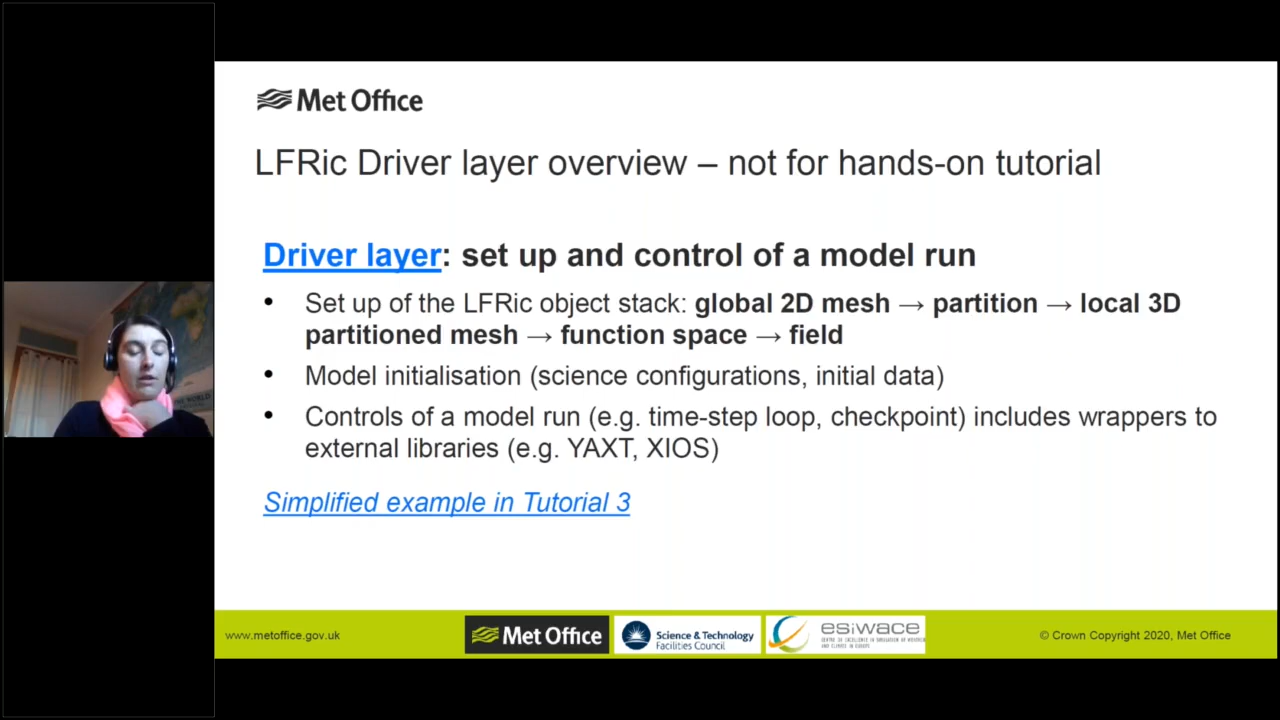 Met Office
LFRic Driver layer overview – not for hands-on tutorial
Driver layer: set up and control of a model run
• Set up of the LFRic object stack: global 2D mesh → partition → local 3D
partitioned mesh → function space → field
• Model initialisation (science configurations, initial data)
• Controls of a model run (e.g. time-step loop, checkpoint) includes wrappers to
external libraries (e.g. YAXT, XIOS)
Simplified example in Tutorial 3
www.metoffice.gov.uk
Met Office
Science & Technology
Facilities Council
esiwace
CENTRE OF EXCELLENCE IN SIMULATION OF WEATHER
AND CLIMATE IN EUROPE
© Crown Copyright 2020, Met Office
THE WORLD